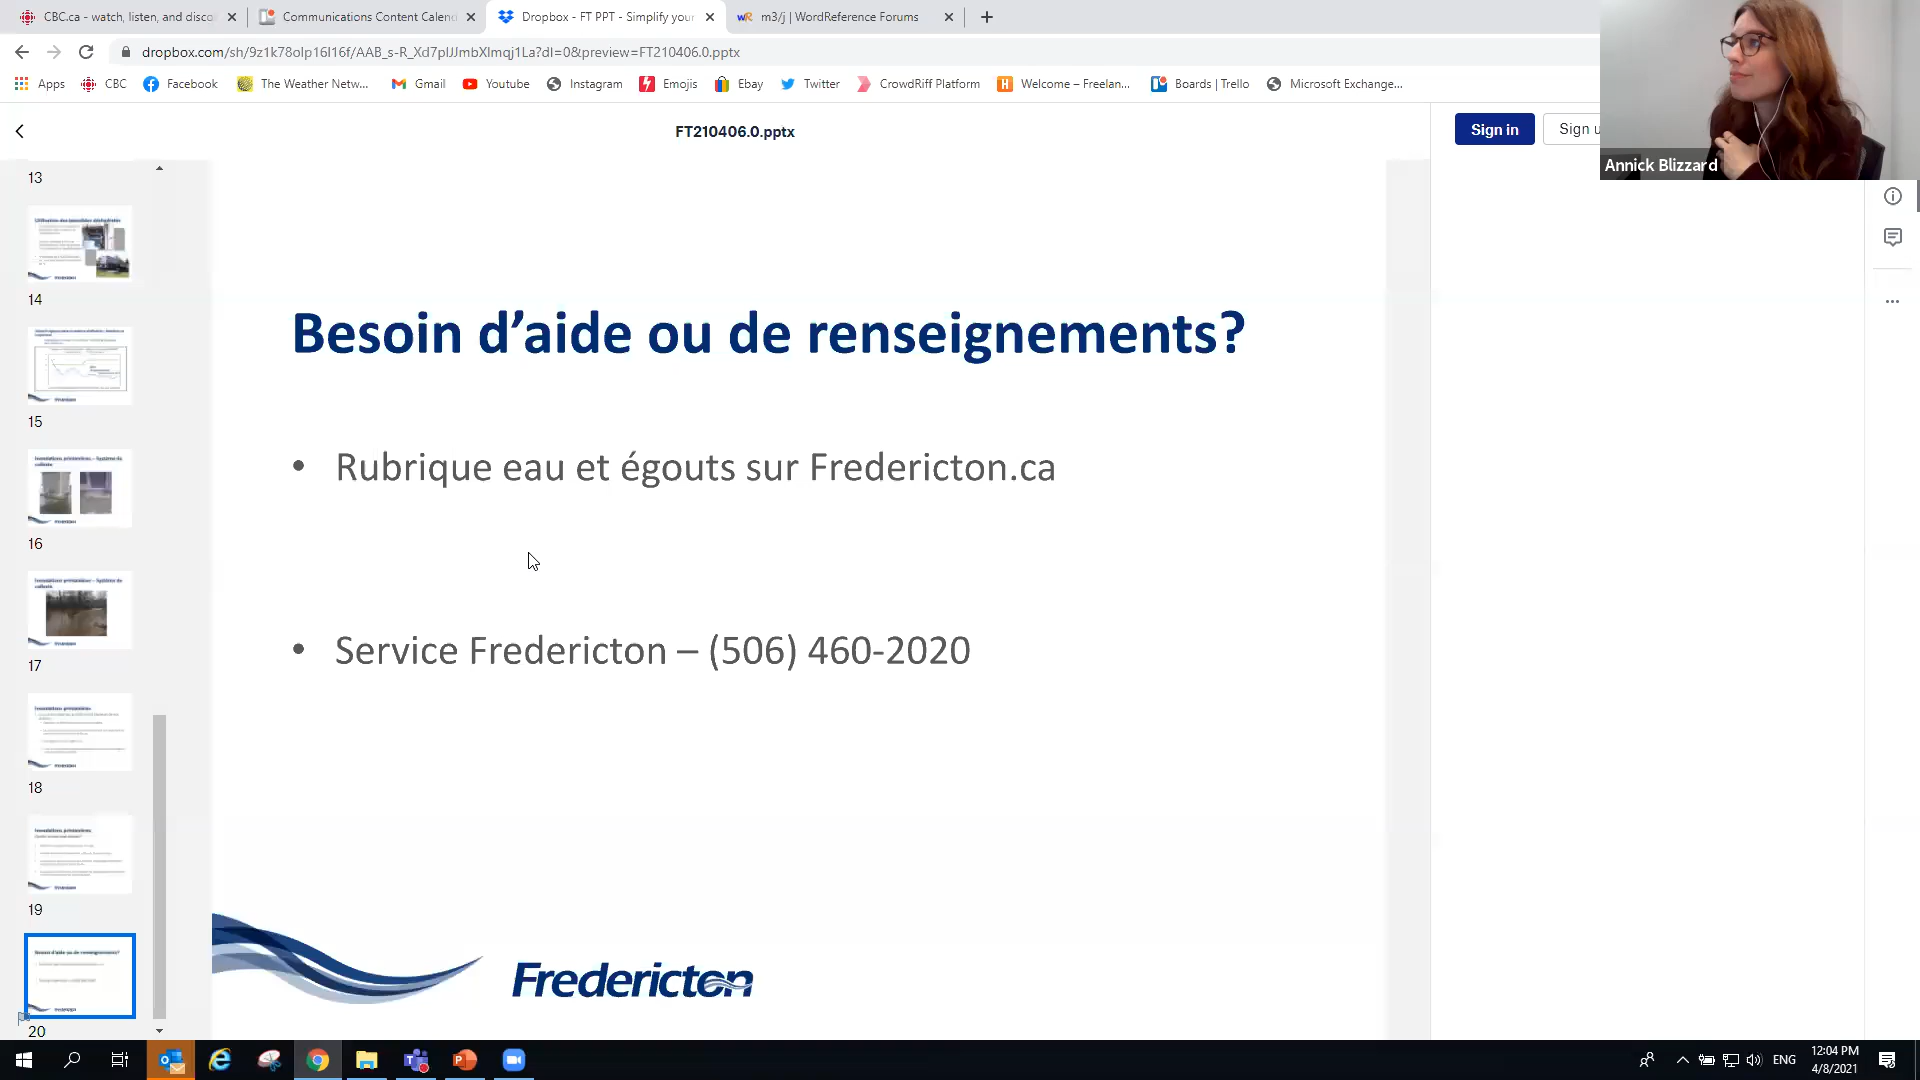 CBC.ca - watch, listen, and disco
Communications Content Calend
Dropbox - FT PPT - Simplify your
m3/j | WordReference Forums
dropbox.com/sh/9z1k78olp16l16f/AAB_s-R_Xd7plJJmbXlmqj1La?dl=0&preview=FT210406.0.pptx
Apps
CBC
Facebook
The Weather Netw...
Gmail
Youtube
Instagram
Emojis
Ebay
Twitter
CrowdRiff Platform
Welcome – Freelan...
Boards | Trello
Microsoft Exchange...
FT210406.0.pptx
Sign in
Sign u
Annick Blizzard
13
14
15
16
17
18
19
20
Besoin d’aide ou de renseignements?
• Rubrique eau et égouts sur Fredericton.ca
• Service Fredericton – (506) 460-2020
Fredericton
ENG
12:04 PM
4/8/2021